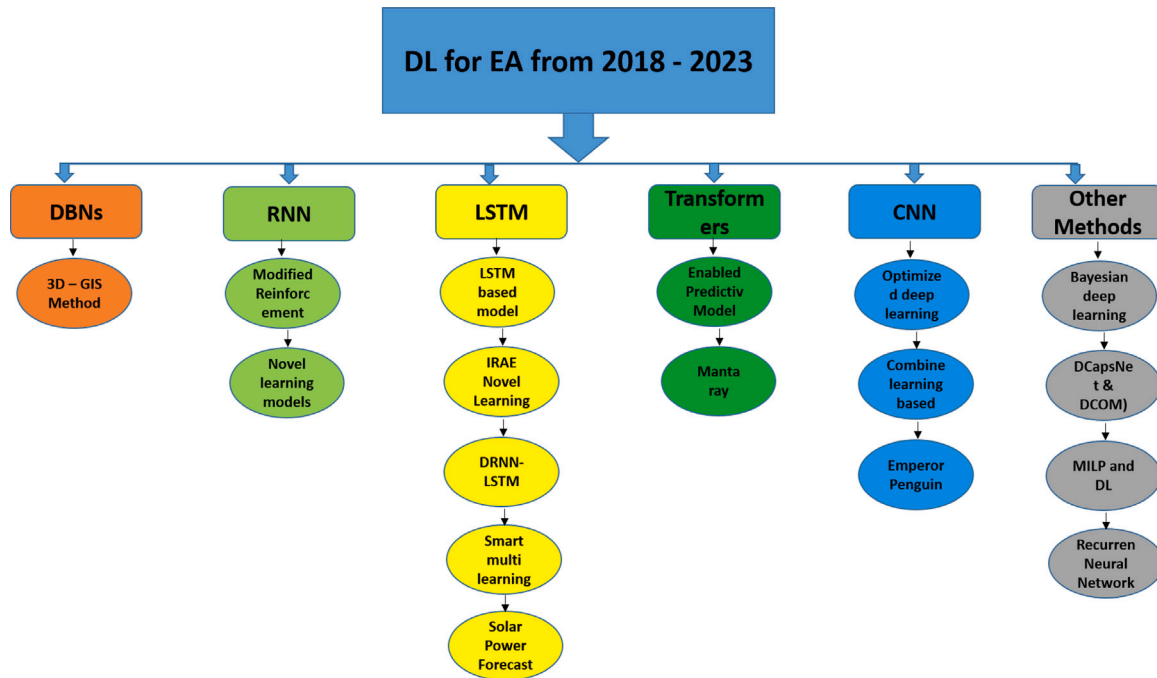 DL for EA from 2018 - 2023
DBNs
RNN
LSTM
Transform
ers
CNN
Other
Methods
3D – GIS
Method
Modified
Reinforc
ement
Novel
learning
models
LSTM
based
model
IRAE
Novel
Learning
DRNN-
LSTM
Smart
multi
learning
Solar
Power
Forecast
Enabled
Predictiv
Model
Manta
ray
Optimize
d deep
learning
Combine
learning
based
Emperor
Penguin
Bayesian
deep
learning
DCapsNe
t &
DCOM)
MILP and
DL
Recurren
Neural
Network